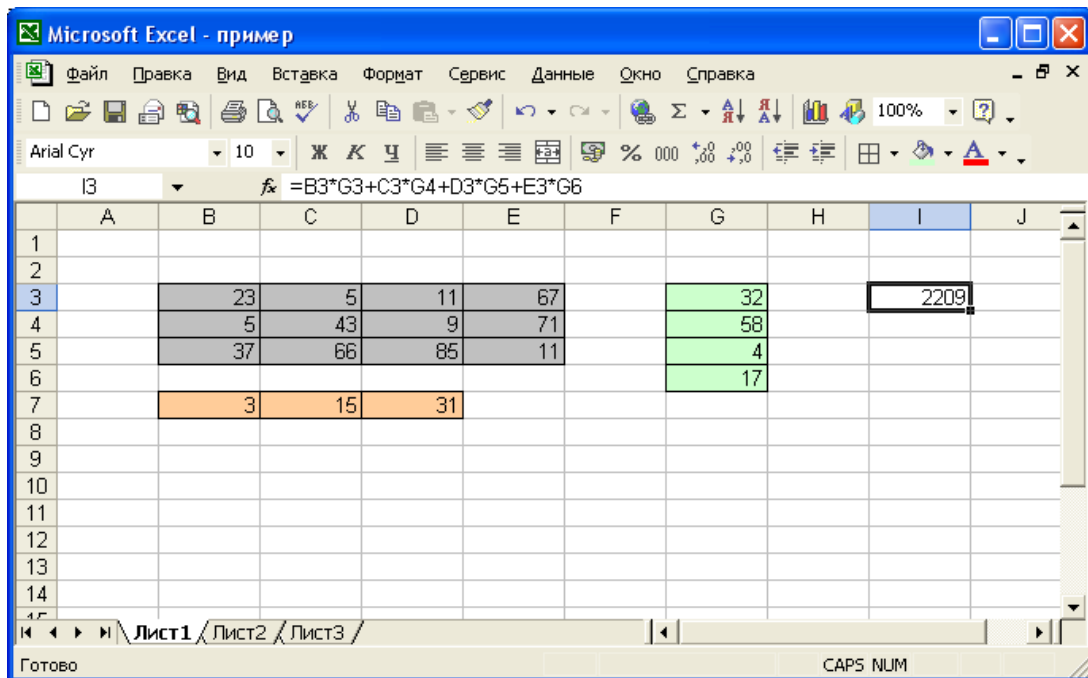 Microsoft Excel - пример
Файл Правка Вид Вставка Формат Сервис Данные Окно Справка
100%
Arial Cyr 10 Ж К Ч % 000
I3 fx =B3*G3+C3*G4+D3*G5+E3*G6
A B C D E F G H I J
1
2
3 23 5 11 67 32 2209
4 5 43 9 71 58
5 37 66 85 11 4
6 17
7 3 15 31
8
9
10
11
12
13
14
15
Лист1 Лист2 Лист3
Готово CAPS NUM